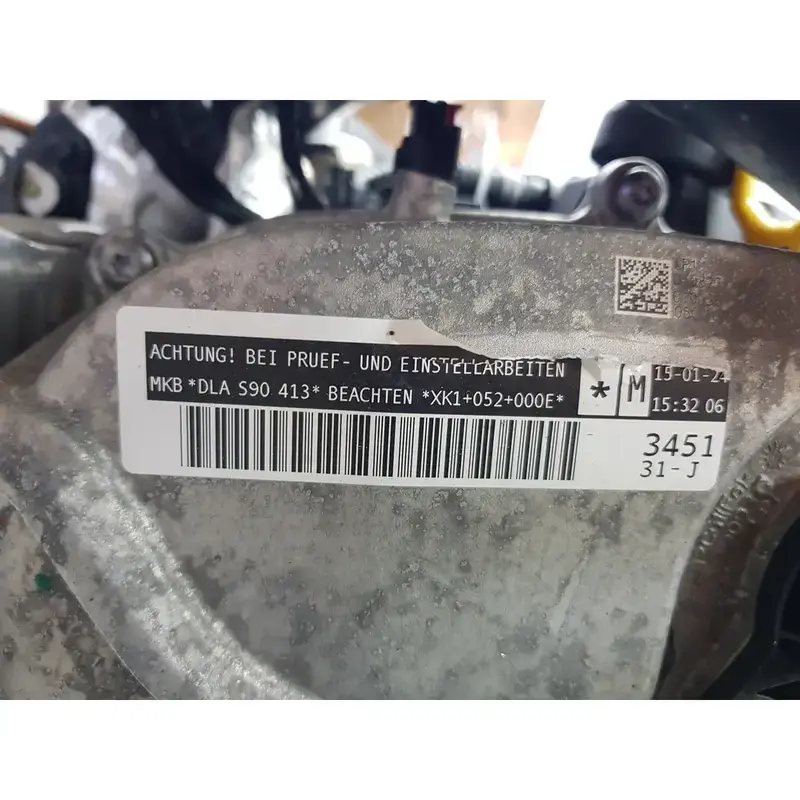 ACHTUNG! BEI PRUEF- UND EINSTELLARBEITEN
MKB *DLA S90 413* BEACHTEN *XK1+052+000E*
*
M
15-01-24
15:32 06
3451
31-J